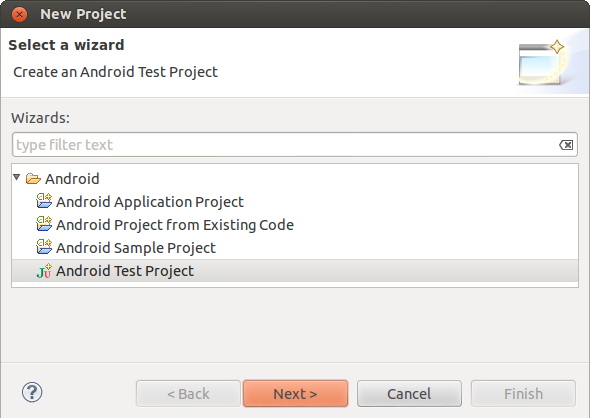 New Project
Select a wizard
Create an Android Test Project
Wizards:
type filter text
Android
Android Application Project
Android Project from Existing Code
Android Sample Project
Ju Android Test Project
? < Back Next > Cancel Finish